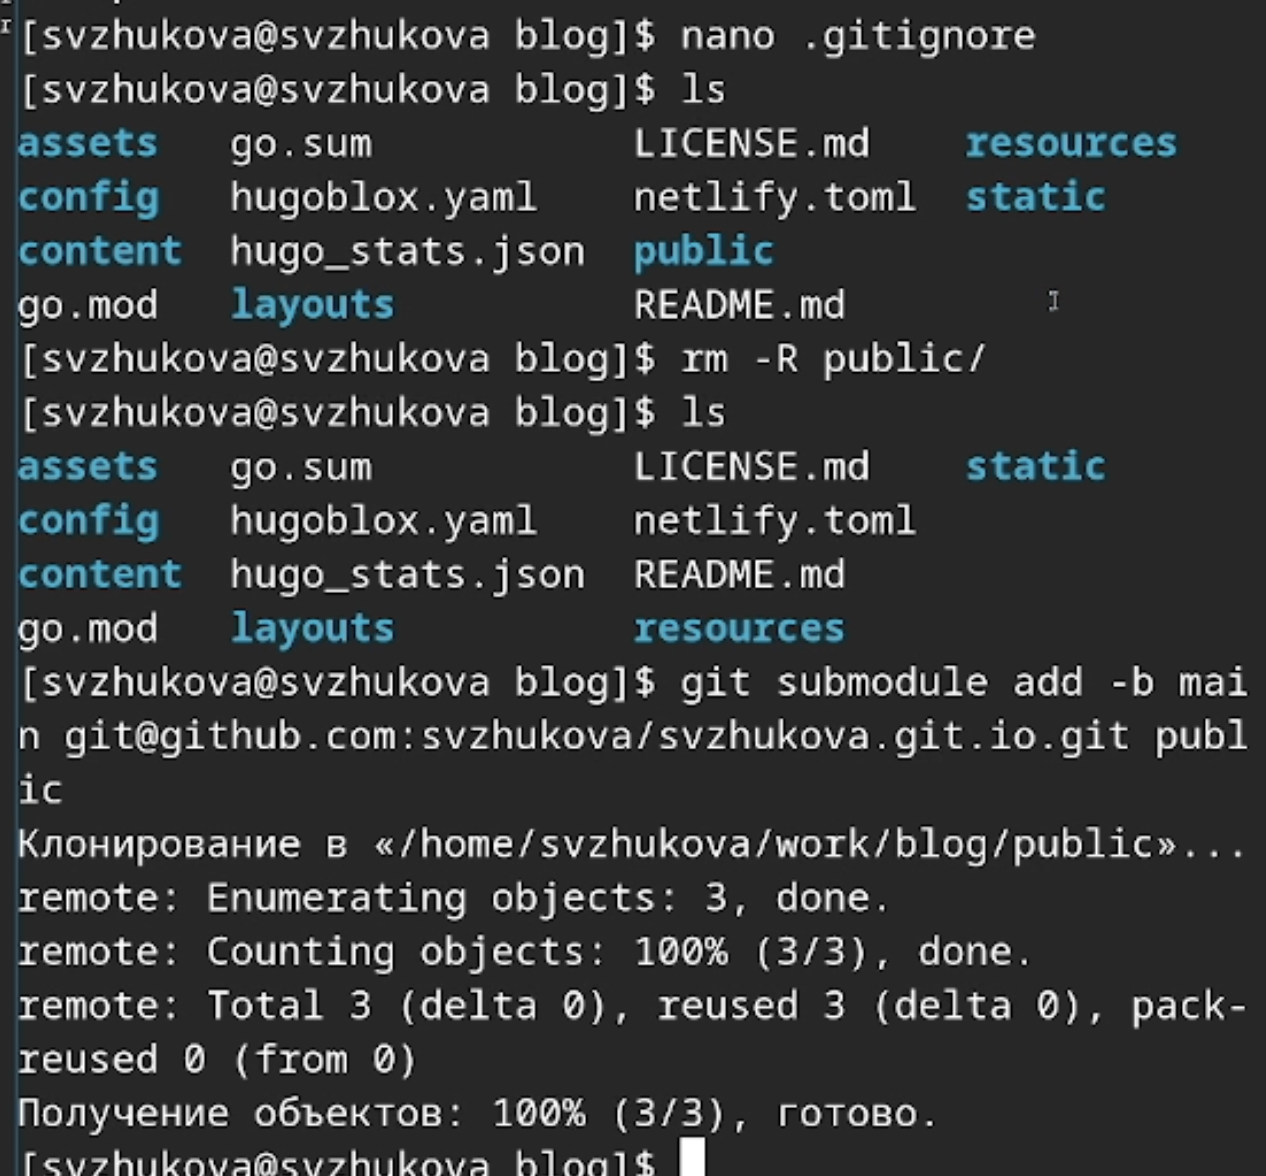 [svzhukova@svzhukova blog]$ nano .gitignore
[svzhukova@svzhukova blog]$ ls
assets go.sum LICENSE.md resources
config hugoblox.yaml netlify.toml static
content hugo_stats.json public
go.mod layouts README.md
[svzhukova@svzhukova blog]$ rm -R public/
[svzhukova@svzhukova blog]$ ls
assets go.sum LICENSE.md static
config hugoblox.yaml netlify.toml
content hugo_stats.json README.md
go.mod layouts resources
[svzhukova@svzhukova blog]$ git submodule add -b mai
n git@github.com:svzhukova/svzhukova.git.io.git publ
ic
Клонирование в «/home/svzhukova/work/blog/public»...
remote: Enumerating objects: 3, done.
remote: Counting objects: 100% (3/3), done.
remote: Total 3 (delta 0), reused 3 (delta 0), pack-
reused 0 (from 0)
Получение объектов: 100% (3/3), готово.
[svzhukova@svzhukova blog]$